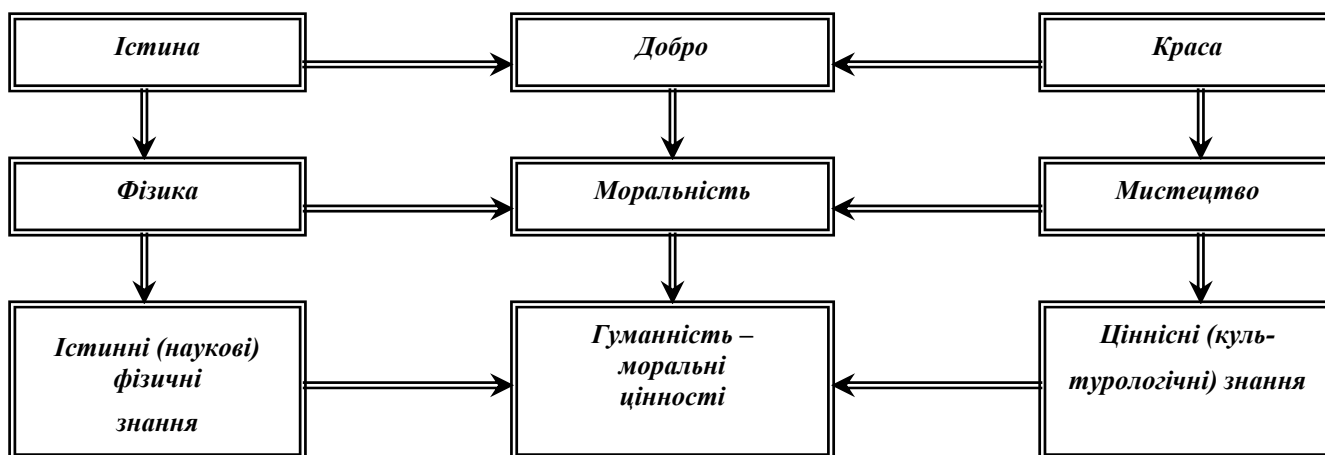 Істина
Добро
Краса
Фізика
Моральність
Мистецтво
Істинні (наукові)
фізичні
знання
Гуманність –
моральні
цінності
Ціннісні (куль-
турологічні) знання